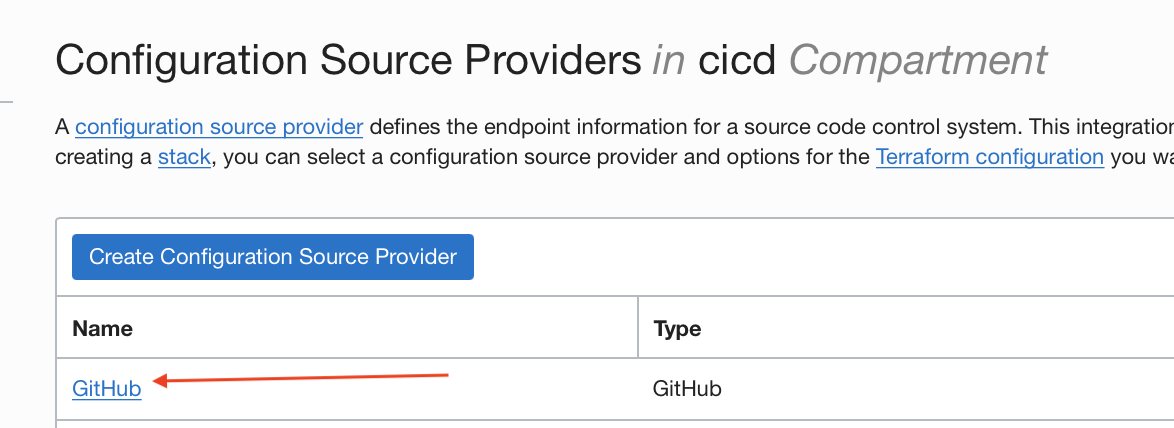 Configuration Source Providers in cicd Compartment
A configuration source provider defines the endpoint information for a source code control system. This integration
creating a stack, you can select a configuration source provider and options for the Terraform configuration you
Create Configuration Source Provider
Name Type
GitHub GitHub